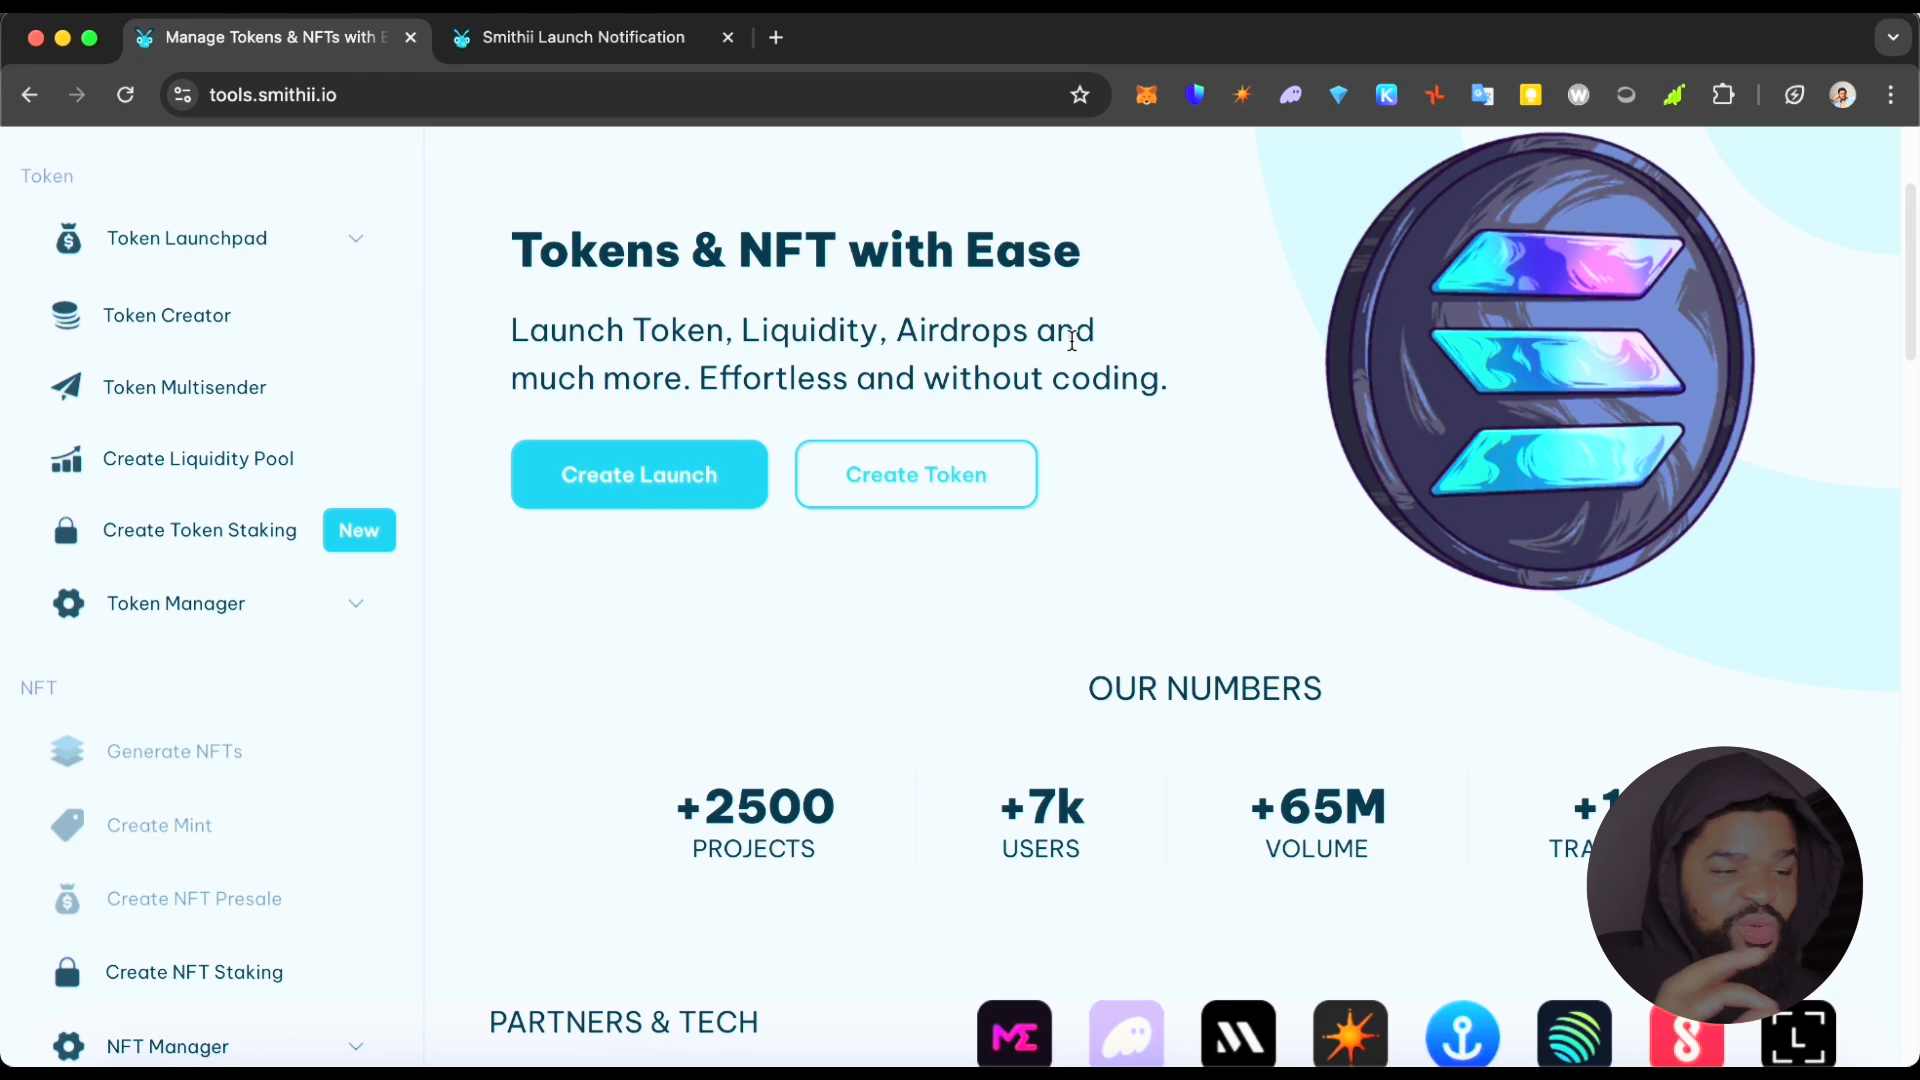 Manage Tokens & NFTs with E
Smithii Launch Notification
tools.smithii.io
Token
Token Launchpad
Token Creator
Token Multisender
Create Liquidity Pool
Create Token Staking
New
Token Manager
NFT
Generate NFTs
Create Mint
Create NFT Presale
Create NFT Staking
NFT Manager
Tokens & NFT with Ease
Launch Token, Liquidity, Airdrops and
much more. Effortless and without coding.
Create Launch
Create Token
OUR NUMBERS
+2500
PROJECTS
+7k
USERS
+65M
VOLUME
+1
TRA
PARTNERS & TECH